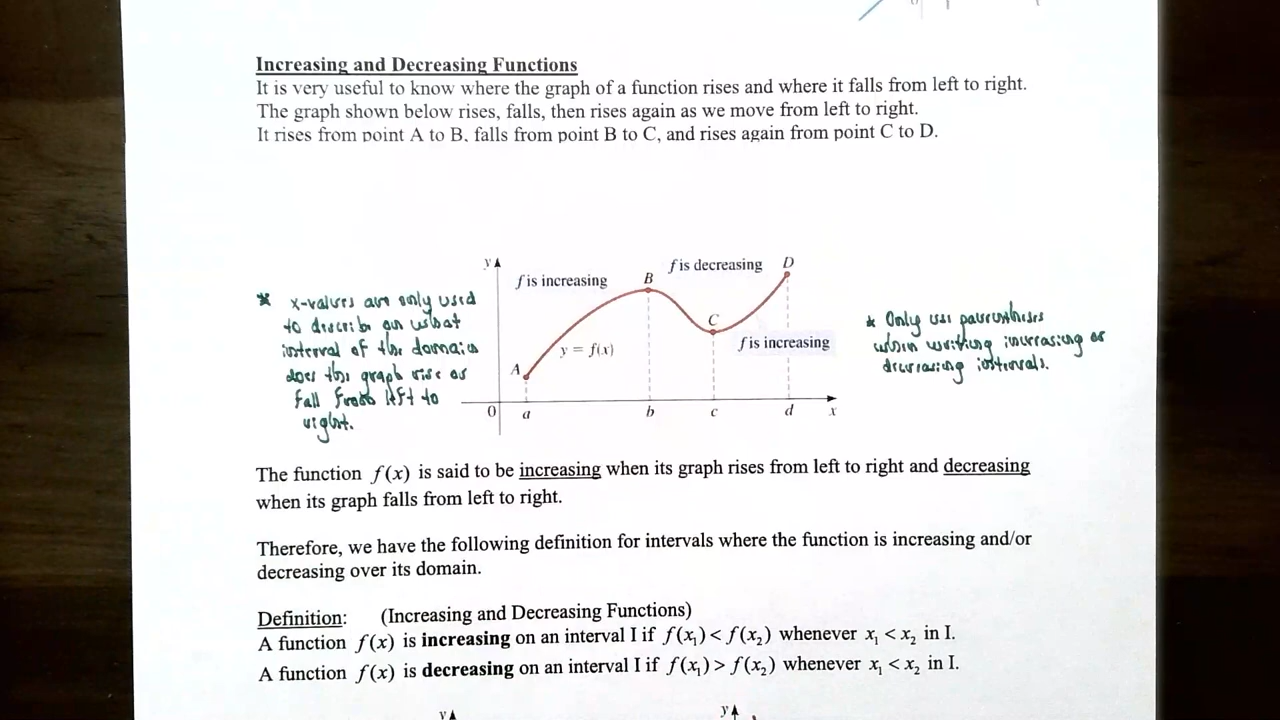 Increasing and Decreasing Functions
It is very useful to know where the graph of a function rises and where it falls from left to right.
The graph shown below rises, falls, then rises again as we move from left to right.
It rises from point A to B, falls from point B to C, and rises again from point C to D.
y
f is increasing
B
f is decreasing
D
C
y = f(x)
f is increasing
A
0
a
b
c
d
x
* x-values are only used
to describe on what
interval of the domain
does the graph rise or
fall from left to
right.
* Only use parentheses
when writing increasing or
decreasing intervals.
The function f(x) is said to be increasing when its graph rises from left to right and decreasing
when its graph falls from left to right.
Therefore, we have the following definition for intervals where the function is increasing and/or
decreasing over its domain.
Definition: (Increasing and Decreasing Functions)
A function f(x) is increasing on an interval I if f(x₁) < f(x₂) whenever x₁ < x₂ in I.
A function f(x) is decreasing on an interval I if f(x₁) > f(x₂) whenever x₁ < x₂ in I.
y
y